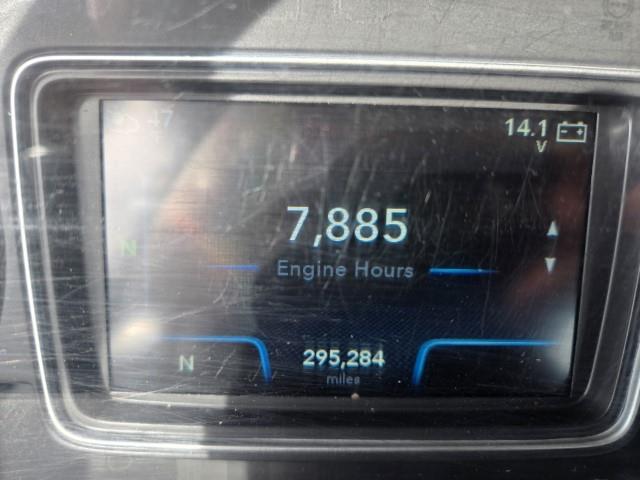 47
14.1
V
7,885
N
Engine Hours
N
295,284
miles